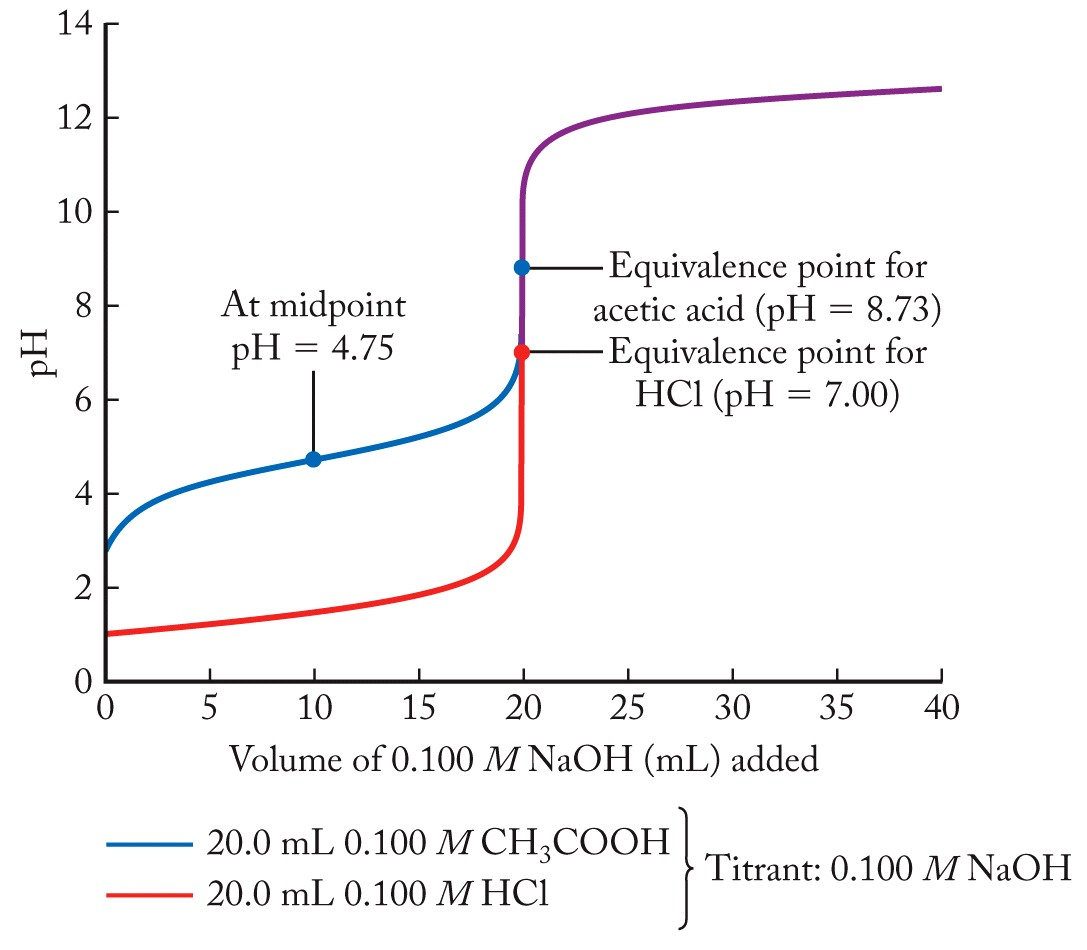 14
12
10
8
6
4
2
0
pH
At midpoint
pH = 4.75
Equivalence point for
acetic acid (pH = 8.73)
Equivalence point for
HCl (pH = 7.00)
0 5 10 15 20 25 30 35 40
Volume of 0.100 M NaOH (mL) added
20.0 mL 0.100 M CH₃COOH
20.0 mL 0.100 M HCl
Titrant: 0.100 M NaOH